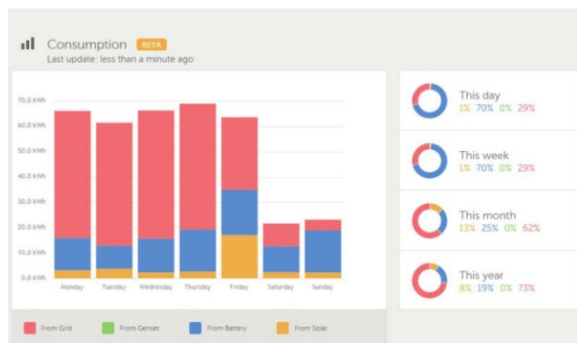 Consumption BETA
Last update: less than a minute ago
70.0 kWh
60.0 kWh
50.0 kWh
40.0 kWh
30.0 kWh
20.0 kWh
10.0 kWh
0.0 kWh
Monday Tuesday Wednesday Thursday Friday Saturday Sunday
From Grid From Genset From Battery From Solar
This day
1% 70% 0% 29%
This week
1% 70% 0% 29%
This month
13% 25% 0% 62%
This year
8% 19% 0% 73%